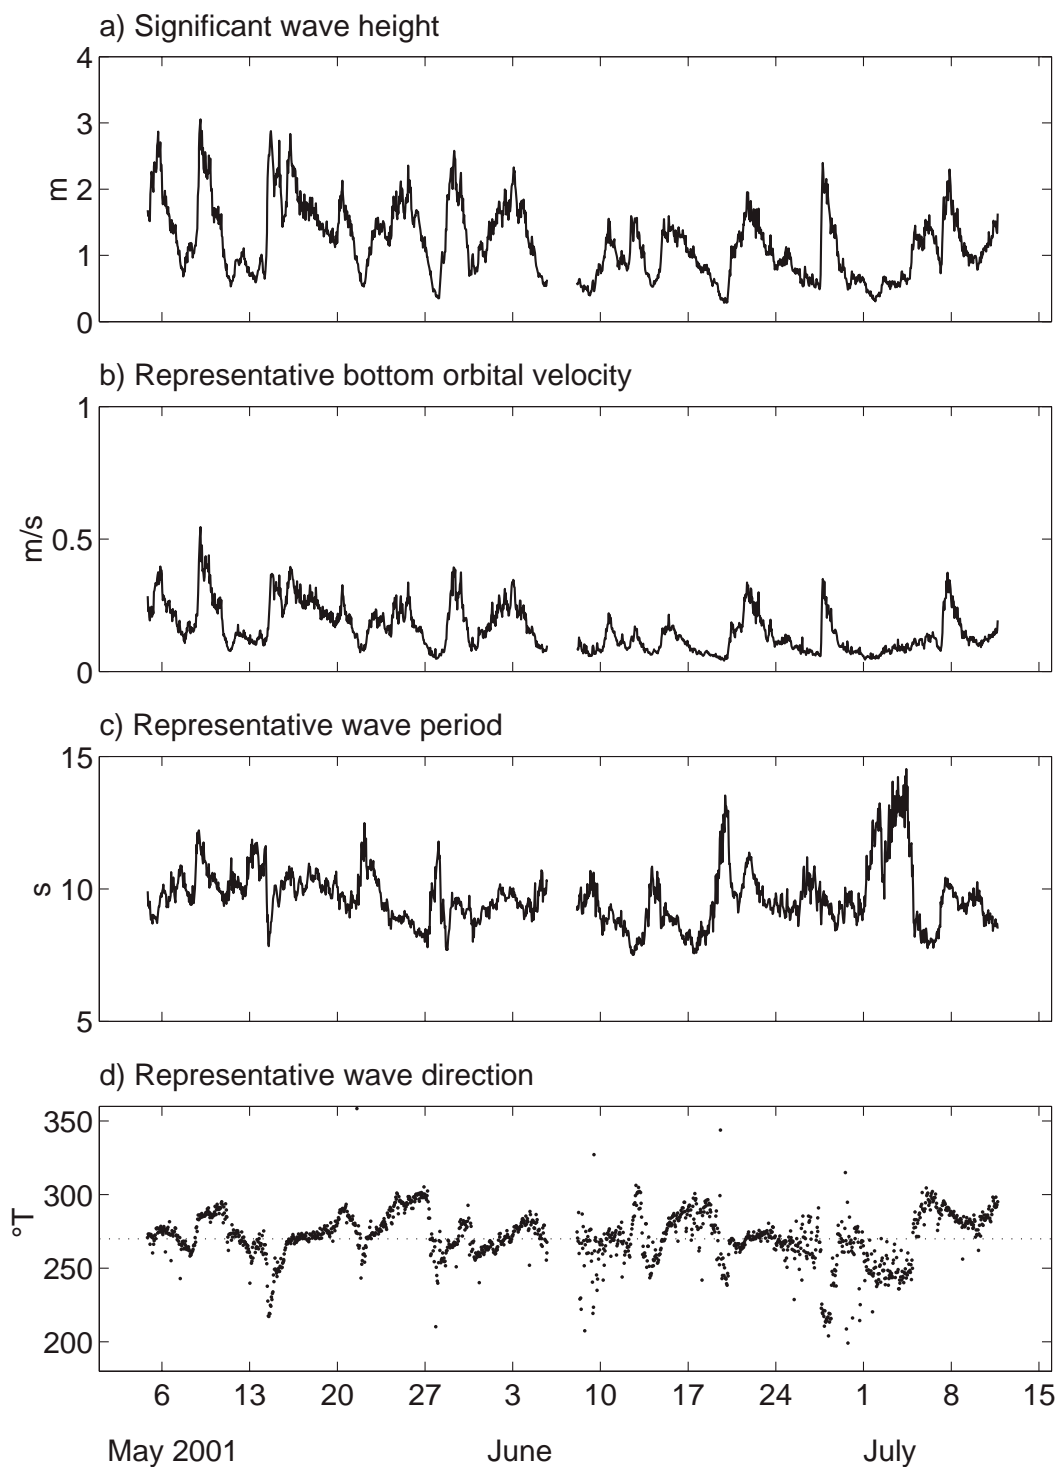 a) Significant wave height
4
3
2
1
0
m
b) Representative bottom orbital velocity
1
0.5
0
m/s
c) Representative wave period
15
10
5
s
d) Representative wave direction
350
300
250
200
°T
6 13 20 27 3 10 17 24 1 8 15
May 2001 June July